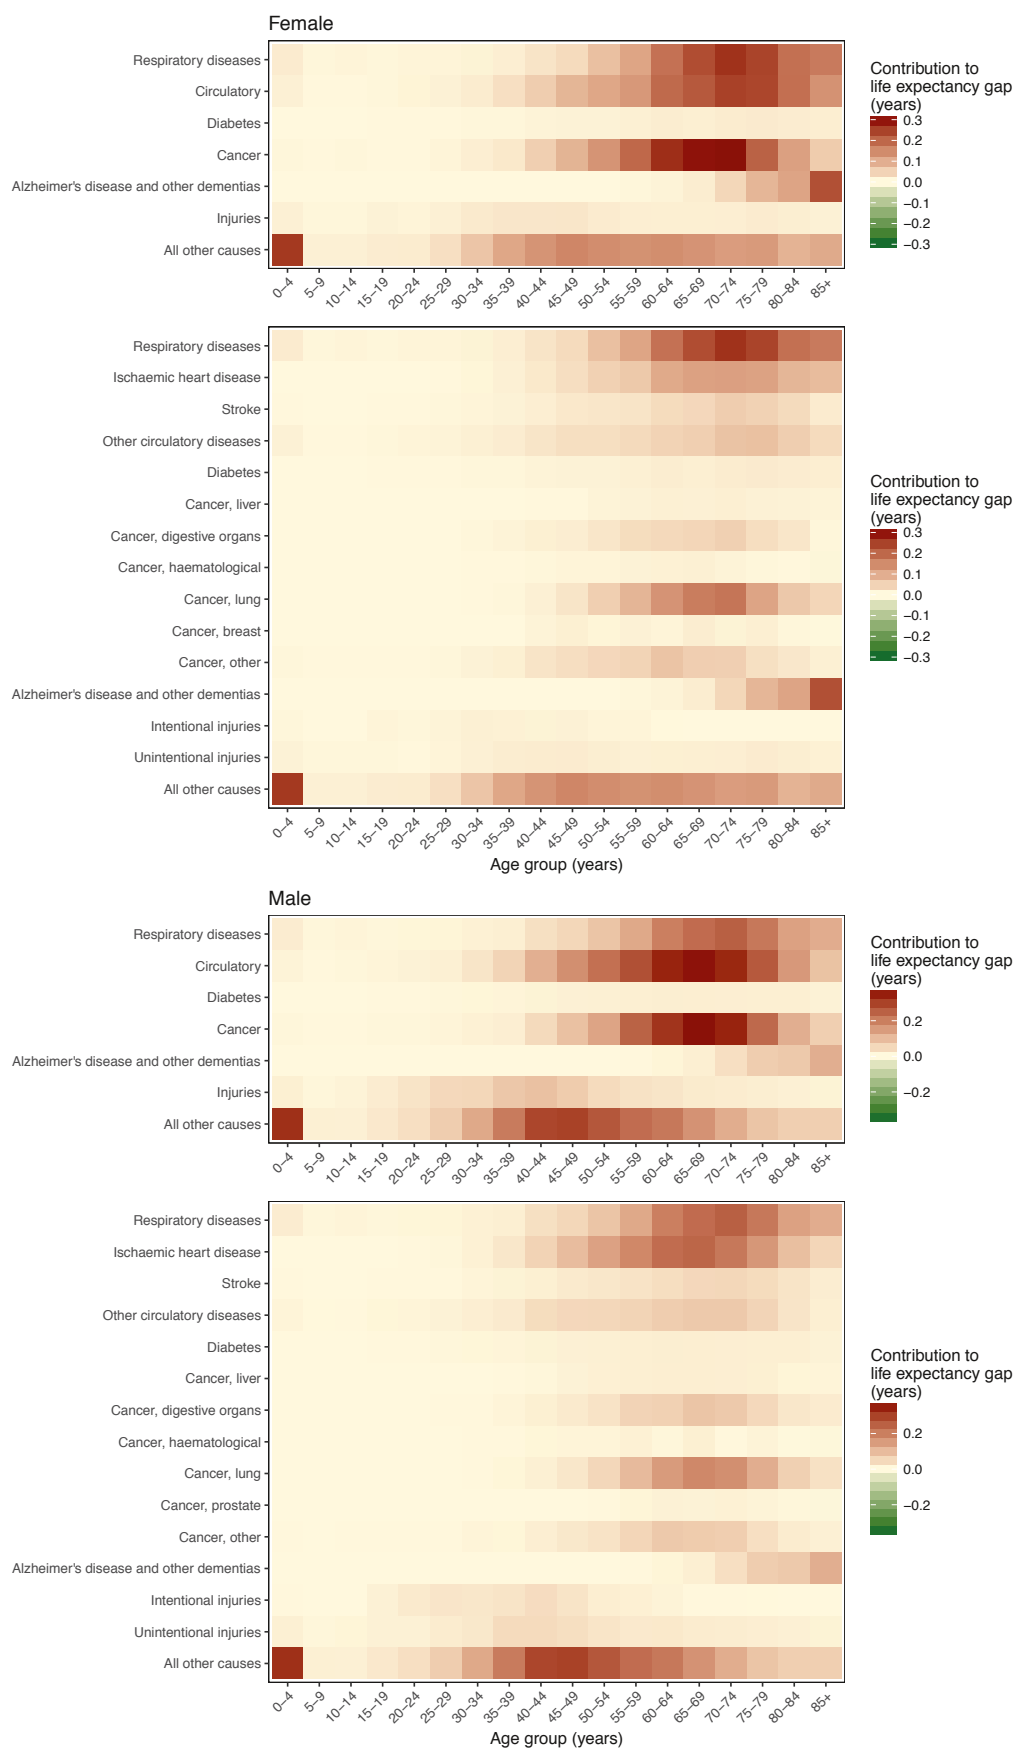 Female
Respiratory diseases
Circulatory
Diabetes
Cancer
Alzheimer's disease and other dementias
Injuries
All other causes
0–4
5–9
10–14
15–19
20–24
25–29
30–34
35–39
40–44
45–49
50–54
55–59
60–64
65–69
70–74
75–79
80–84
85+
Contribution to
life expectancy gap
(years)
0.3
0.2
0.1
0.0
−0.1
−0.2
−0.3
Respiratory diseases
Ischaemic heart disease
Stroke
Other circulatory diseases
Diabetes
Cancer, liver
Cancer, digestive organs
Cancer, haematological
Cancer, lung
Cancer, breast
Cancer, other
Alzheimer's disease and other dementias
Intentional injuries
Unintentional injuries
All other causes
0–4
5–9
10–14
15–19
20–24
25–29
30–34
35–39
40–44
45–49
50–54
55–59
60–64
65–69
70–74
75–79
80–84
85+
Age group (years)
Contribution to
life expectancy gap
(years)
0.3
0.2
0.1
0.0
−0.1
−0.2
−0.3
Male
Respiratory diseases
Circulatory
Diabetes
Cancer
Alzheimer's disease and other dementias
Injuries
All other causes
0–4
5–9
10–14
15–19
20–24
25–29
30–34
35–39
40–44
45–49
50–54
55–59
60–64
65–69
70–74
75–79
80–84
85+
Contribution to
life expectancy gap
(years)
0.2
0.0
−0.2
Respiratory diseases
Ischaemic heart disease
Stroke
Other circulatory diseases
Diabetes
Cancer, liver
Cancer, digestive organs
Cancer, haematological
Cancer, lung
Cancer, prostate
Cancer, other
Alzheimer's disease and other dementias
Intentional injuries
Unintentional injuries
All other causes
0–4
5–9
10–14
15–19
20–24
25–29
30–34
35–39
40–44
45–49
50–54
55–59
60–64
65–69
70–74
75–79
80–84
85+
Age group (years)
Contribution to
life expectancy gap
(years)
0.2
0.0
−0.2